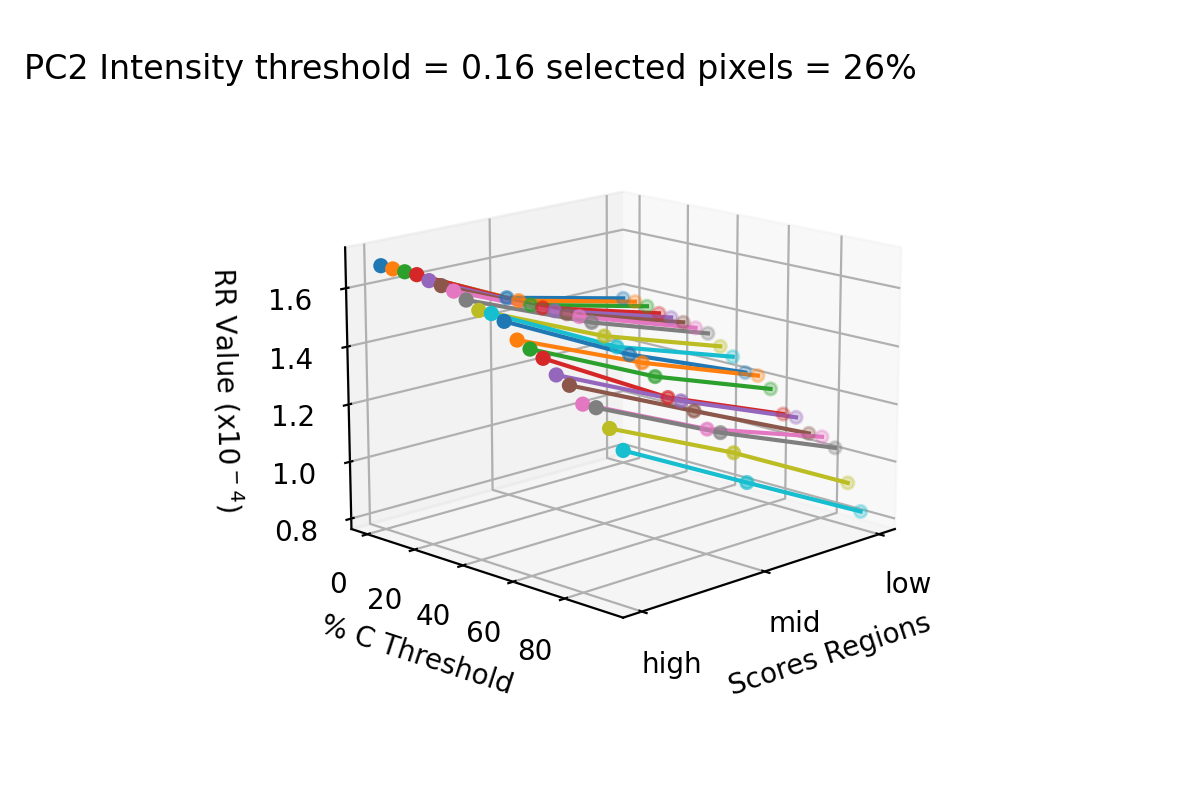 PC2 Intensity threshold = 0.16 selected pixels = 26%
RR Value (x10⁻⁴)
1.6
1.4
1.2
1.0
0.8
0
20
40
60
80
% C Threshold
high
mid
low
Scores Regions